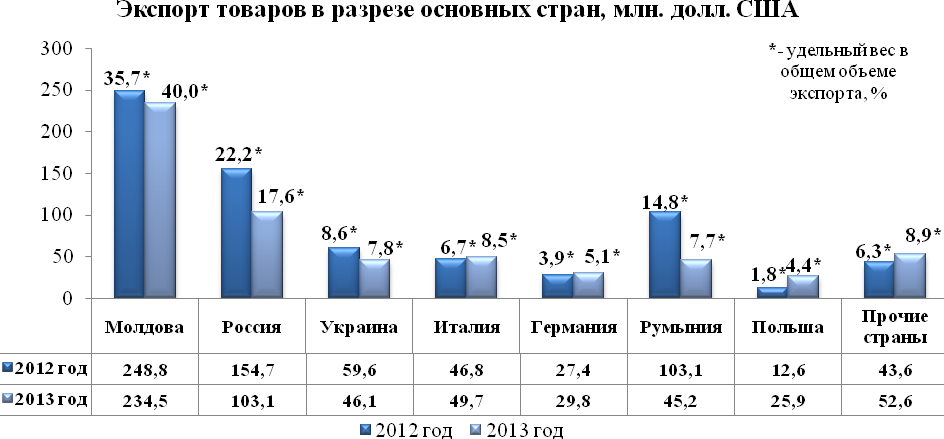 Экспорт товаров в разрезе основных стран, млн. долл. США
*- удельный вес в
общем объеме
экспорта, %
300
250
200
150
100
50
0
35,7* 40,0*
22,2* 17,6*
8,6* 7,8*
6,7* 8,5*
3,9* 5,1*
14,8* 7,7*
1,8* 4,4*
6,3* 8,9*
Молдова Россия Украина Италия Германия Румыния Польша Прочие
страны
2012 год 248,8 154,7 59,6 46,8 27,4 103,1 12,6 43,6
2013 год 234,5 103,1 46,1 49,7 29,8 45,2 25,9 52,6
2012 год 2013 год